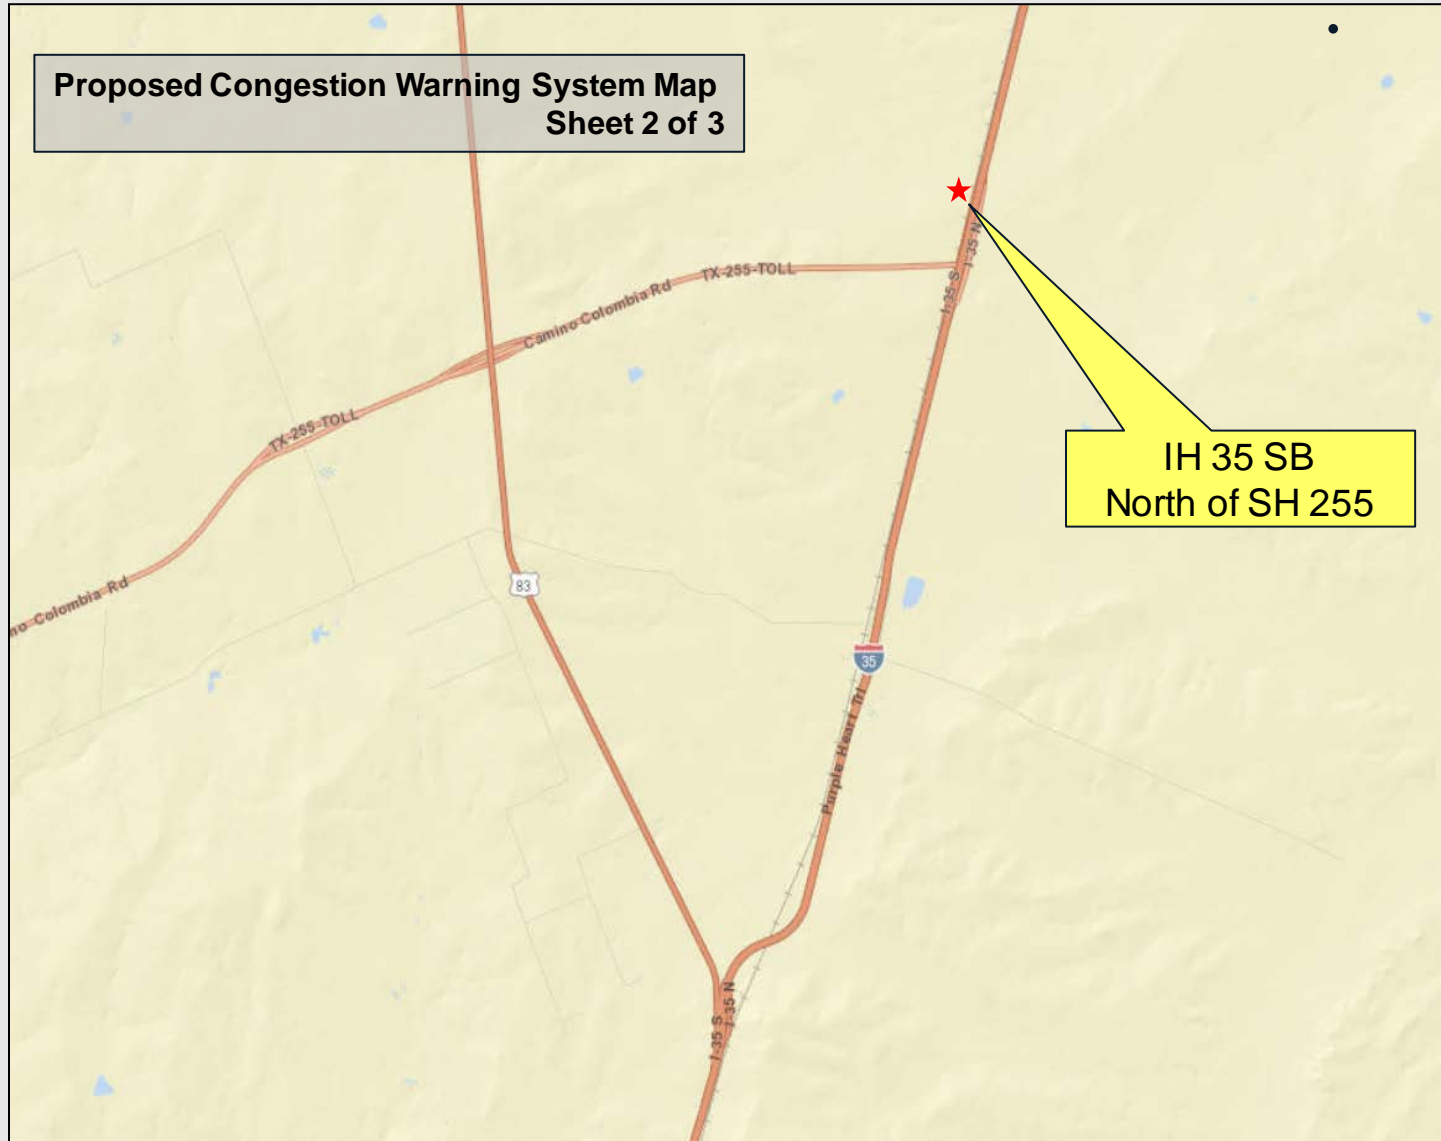 Proposed Congestion Warning System Map
Sheet 2 of 3
I-35 N
TX-255-TOLL
I-35 S
Camino Colombia Rd
TX-255-TOLL
IH 35 SB
North of SH 255
83
no Colombia Rd
35
Purple Heart Trl
I-35 N
I-35 S